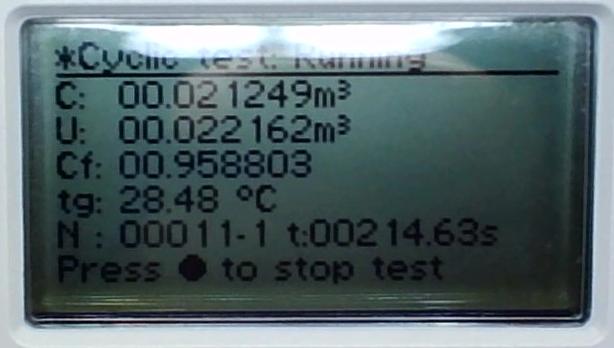 *Cyclic test: Running
C: 00.021249m³
U: 00.022162m³
Cf: 00.958803
tg: 28.48 °C
N : 00011-1 t:00214.63s
Press ● to stop test